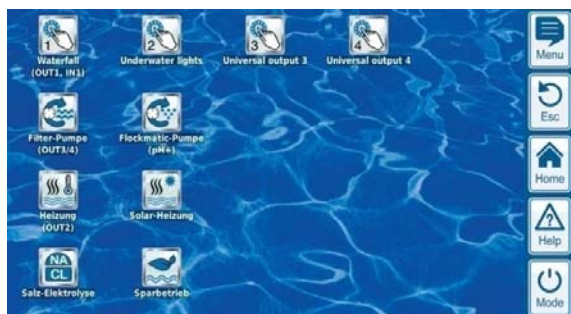 1
2
3
4
Waterfall
(OUT1, IN1)
Underwater lights
Universal output 3
Universal output 4
Filter-Pumpe
(OUT3/4)
Flockmatic-Pumpe
(pH+)
Heizung
(OUT2)
Solar-Heizung
NA
CL
Salz-Elektrolyse
Sparbetrieb
Menu
Esc
Home
?
Help
Mode